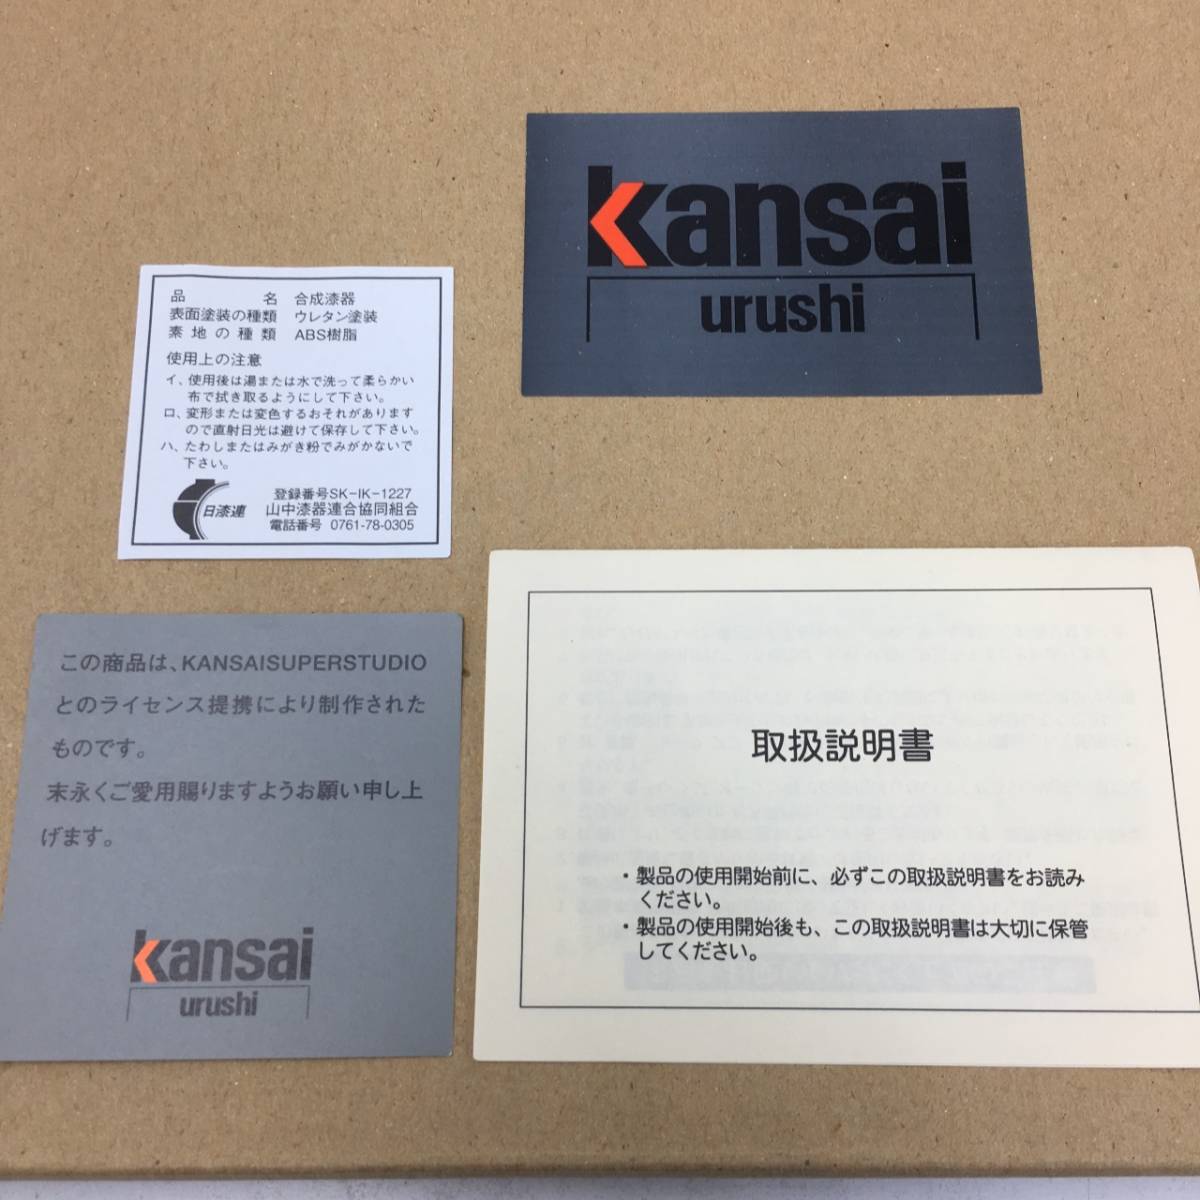 kansai
urushi
品 名 合成漆器
表面塗装の種類 ウレタン塗装
素地の種類 ABS樹脂
使用上の注意
イ、使用後は湯または水で洗って柔らかい
布で拭き取るようにして下さい。
ロ、変形または変色するおそれがあります
ので直射日光は避けて保存して下さい。
ハ、たわしまたはみがき粉でみがかないで
下さい。
日漆連
登録番号SK-IK-1227
山中漆器連合協同組合
電話番号 0761-78-0305
この商品は、KANSAISUPERSTUDIO
とのライセンス提携により制作された
ものです。
末永くご愛用賜りますようお願い申し上
げます。
kansai
urushi
取扱説明書
・製品の使用開始前に、必ずこの取扱説明書をお読み
ください。
・製品の使用開始後も、この取扱説明書は大切に保管
してください。